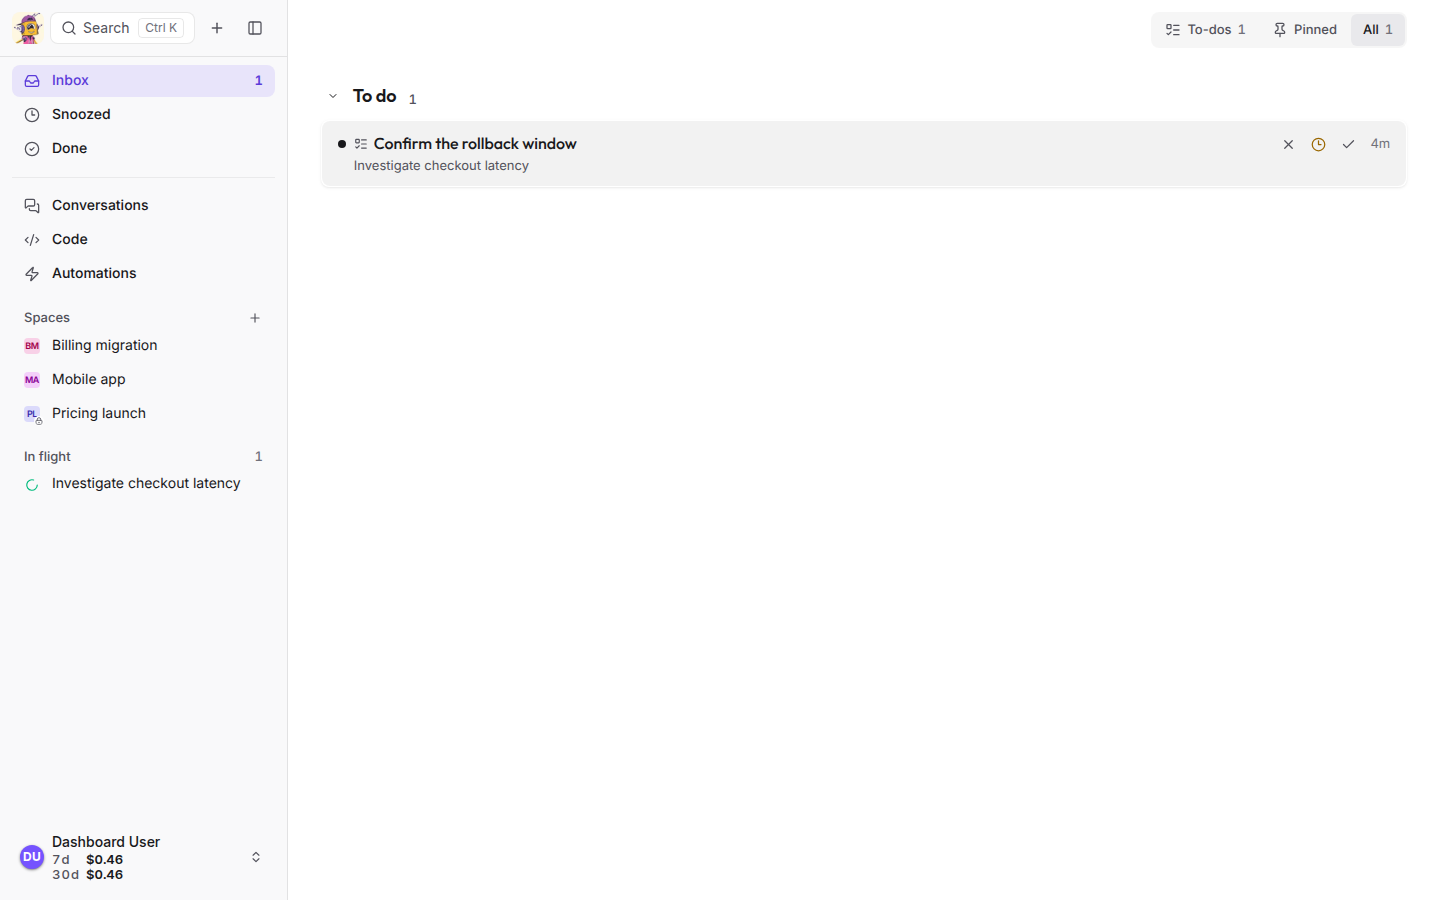 Search Ctrl K
Inbox 1
Snoozed
Done
Conversations
Code
Automations
Spaces
BM Billing migration
MA Mobile app
PL Pricing launch
In flight 1
Investigate checkout latency
DU Dashboard User
7d $0.46
30d $0.46
To-dos 1 Pinned All 1
To do 1
Confirm the rollback window 4m
Investigate checkout latency